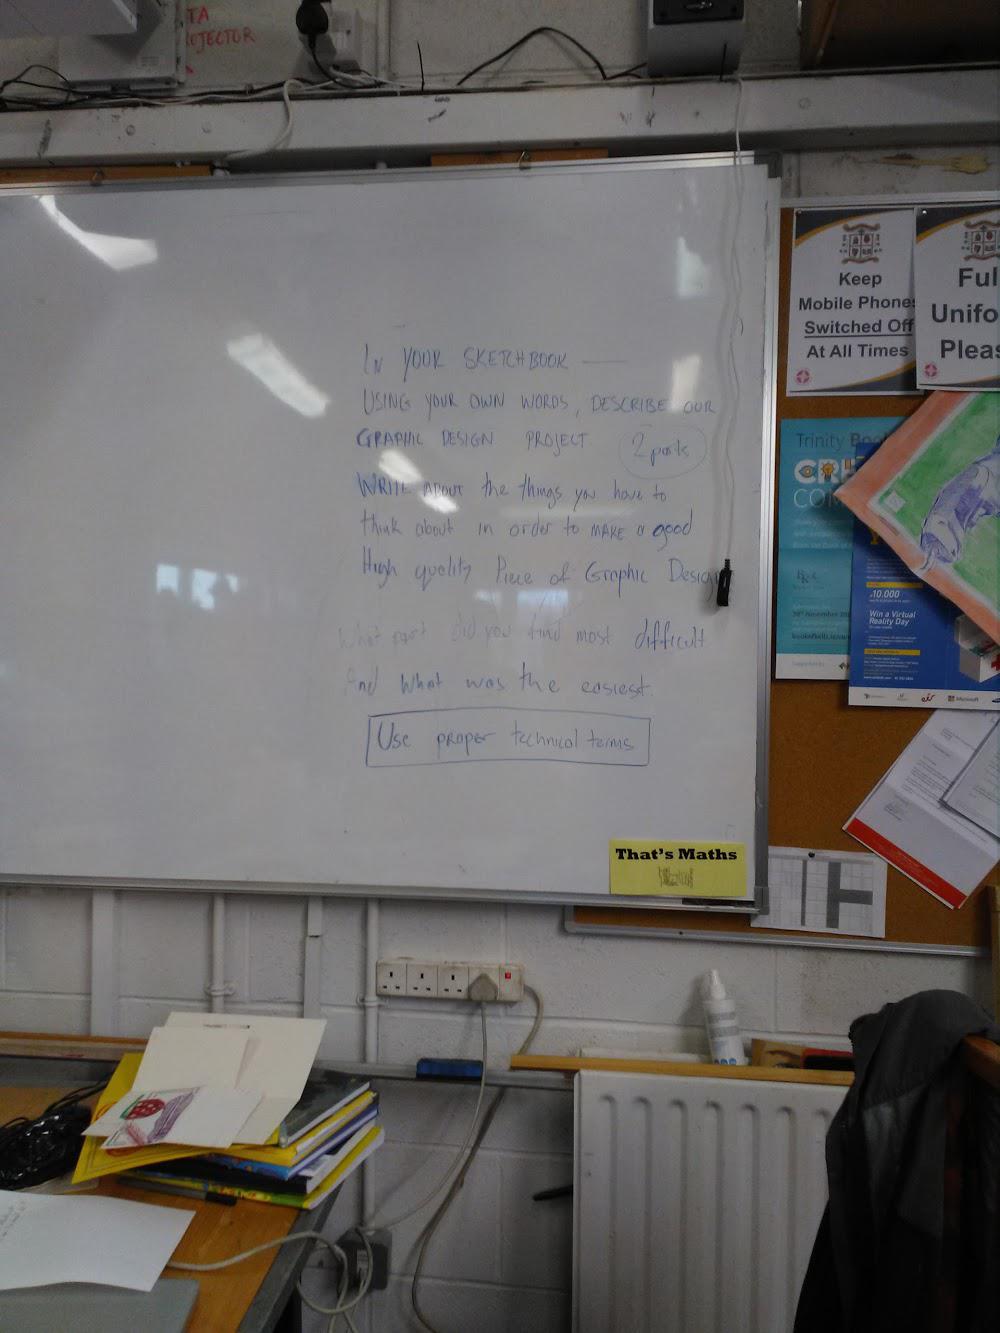 TA
IN YOUR SKETCHBOOK
USING YOUR OWN WORDS, DESCRIBE OUR
GRAPHIC DESIGN PROJECT 2 parts
WRITE ABOUT the things you have to
think about in order to MAKE a good
High quality Piece of Graphic Design
What part did you find most difficult
And what was the easiest.
Use proper technical terms
That's Maths
Keep
Mobile Phones
Switched Off
At All Times
Ful
Unifo
Pleas
Trinity
CRE
COM
10.000
Win a Virtual
Reality Day
eir
Microsoft